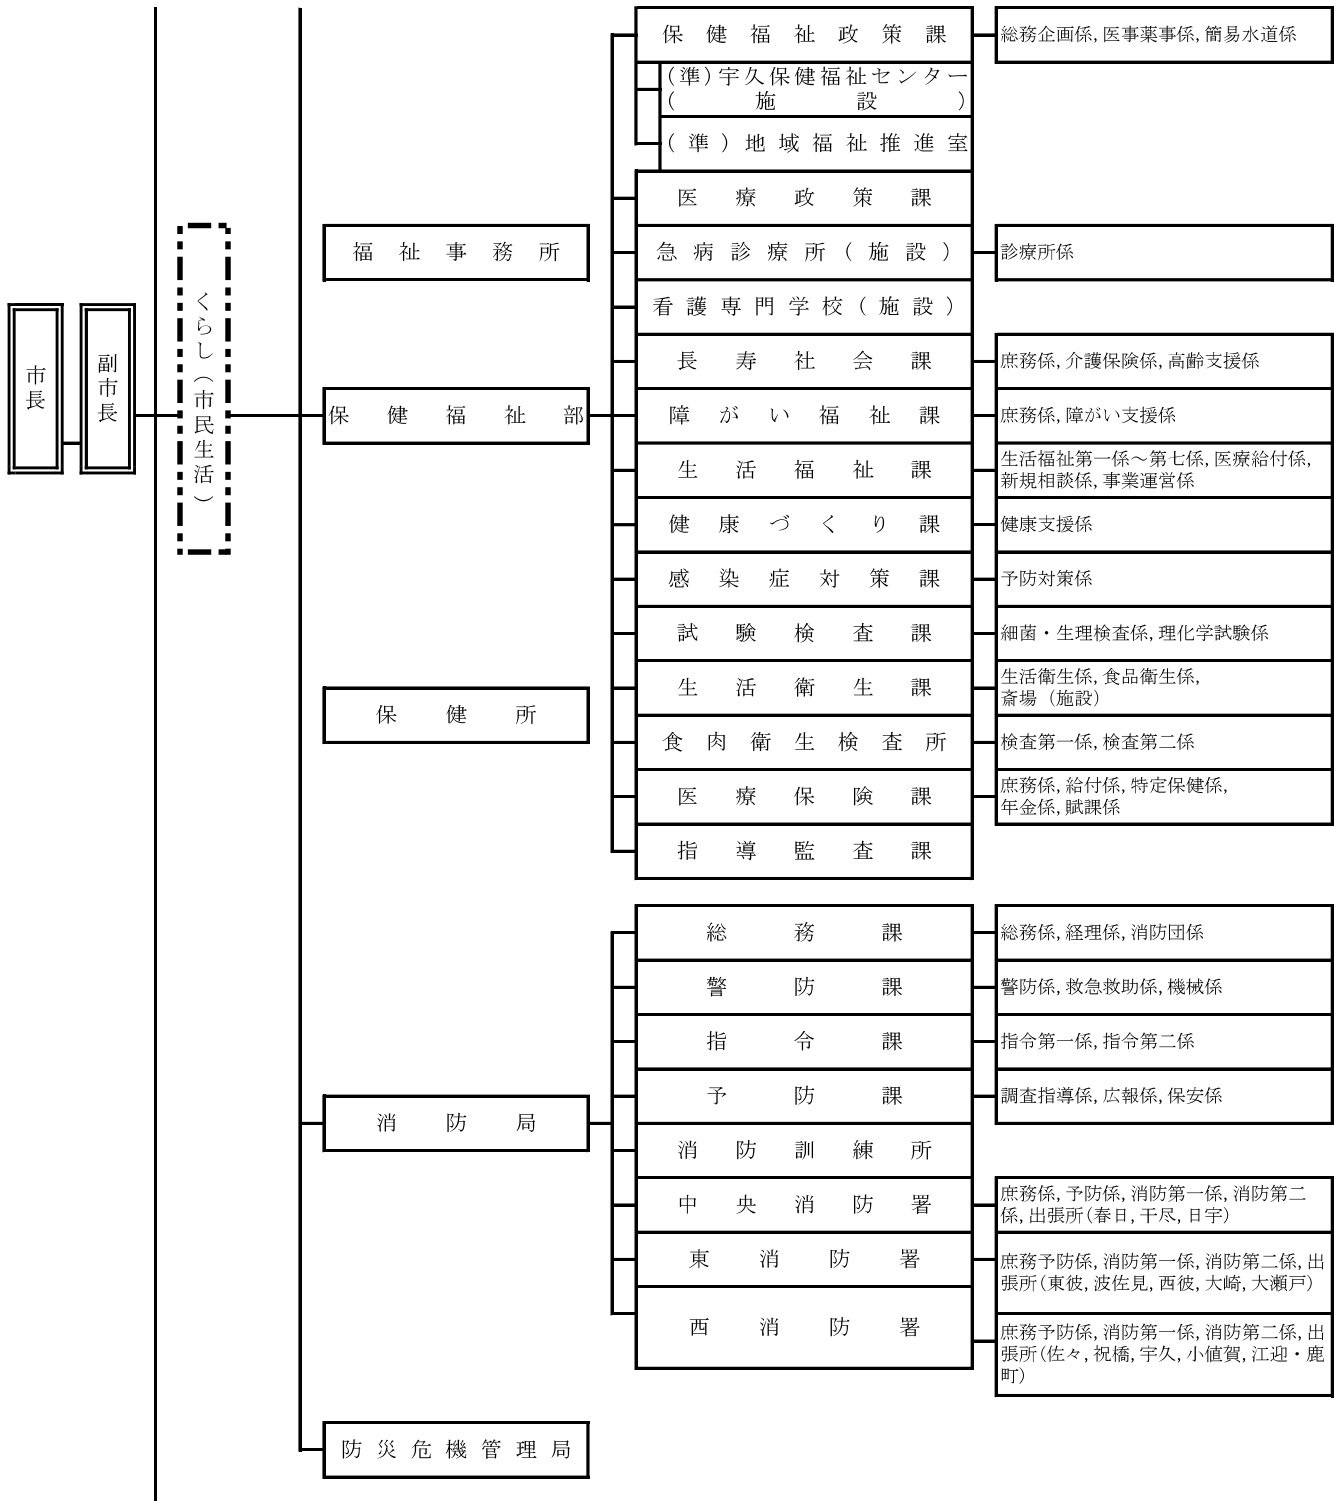 市長
副市長
くらし（市民生活）
福祉事務所
保健福祉部
保健所
消防局
防災危機管理局
保健福祉政策課
総務企画係,医事薬事係,簡易水道係
(準)宇久保健福祉センター
(施設)
(準)地域福祉推進室
医療政策課
急病診療所(施設)
診療所係
看護専門学校(施設)
長寿社会課
庶務係,介護保険係,高齢支援係
障がい福祉課
庶務係,障がい支援係
生活福祉課
生活福祉第一係～第七係,医療給付係,
新規相談係,事業運営係
健康づくり課
健康支援係
感染症対策課
予防対策係
試験検査課
細菌・生理検査係,理化学試験係
生活衛生課
生活衛生係,食品衛生係,
斎場（施設）
食肉衛生検査所
検査第一係,検査第二係
医療保険課
庶務係,給付係,特定保健係,
年金係,賦課係
指導監査課
総務課
総務係,経理係,消防団係
警防課
警防係,救急救助係,機械係
指令課
指令第一係,指令第二係
予防課
調査指導係,広報係,保安係
消防訓練所
中央消防署
庶務係,予防係,消防第一係,消防第二
係,出張所(春日,干尽,日宇)
東消防署
庶務予防係,消防第一係,消防第二係,出
張所(東彼,波佐見,西彼,大崎,大瀬戸)
西消防署
庶務予防係,消防第一係,消防第二係,出
張所(佐々,祝橋,宇久,小値賀,江迎・鹿
町)